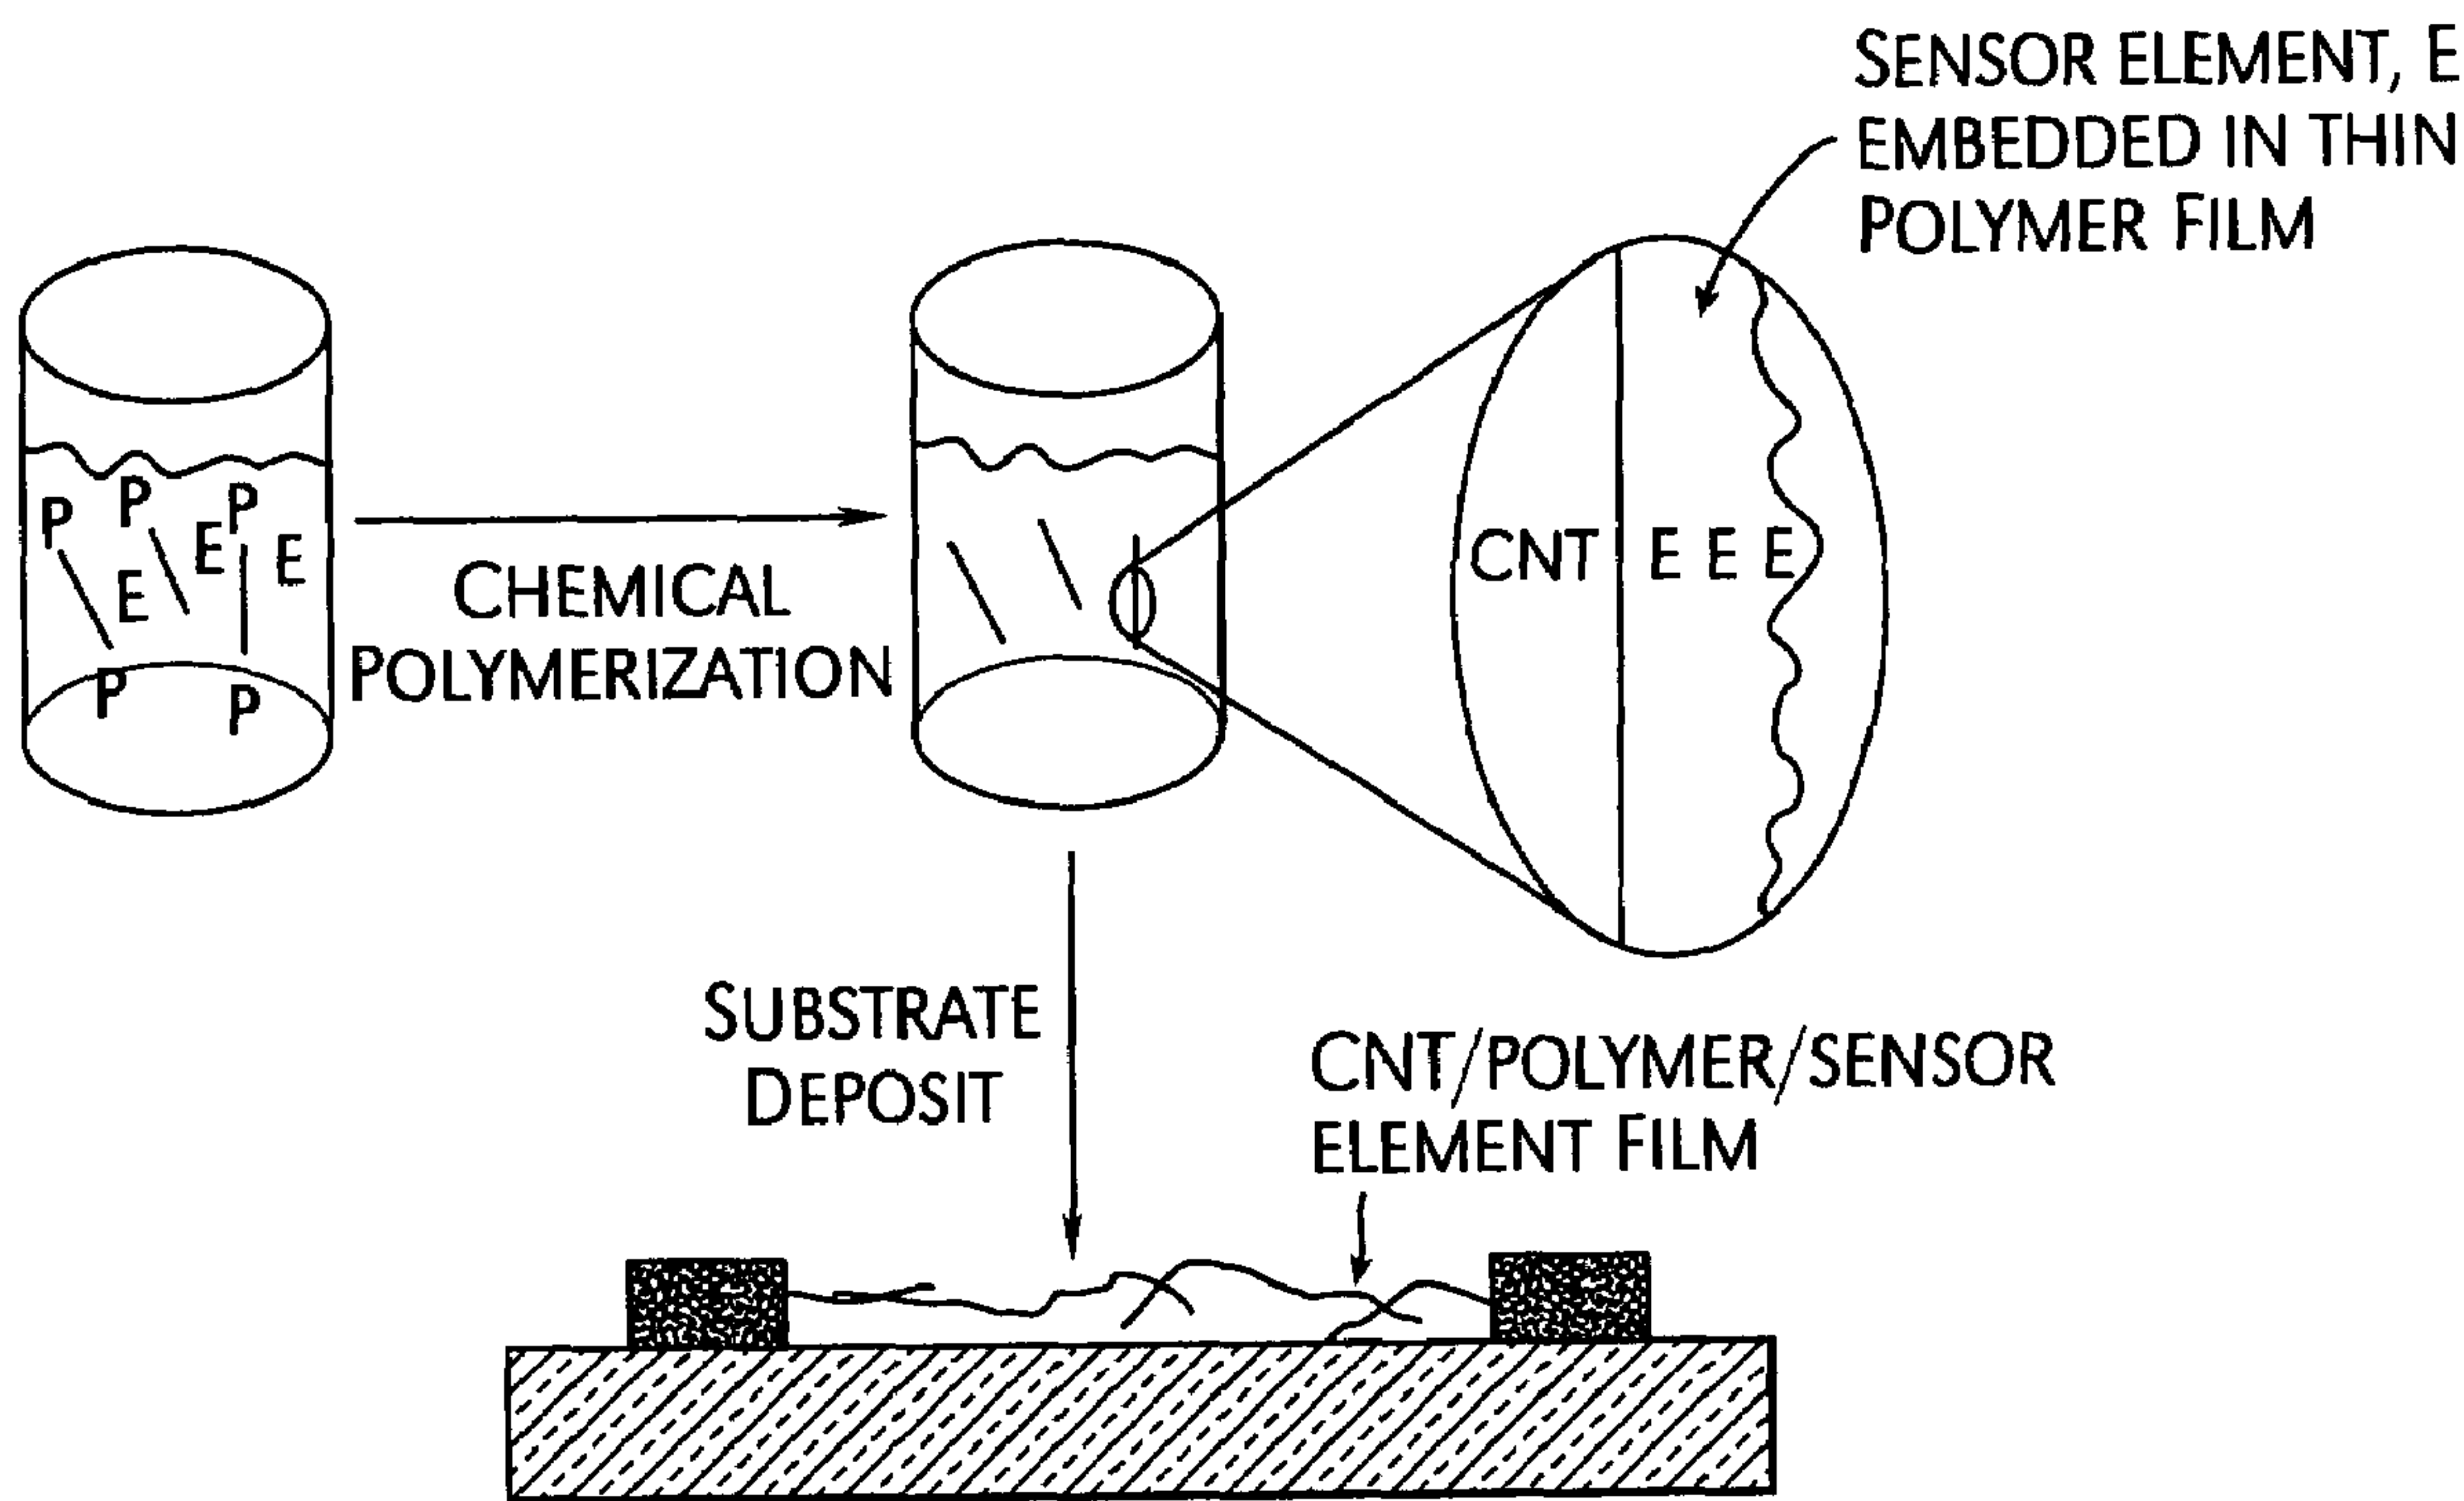 SENSOR ELEMENT, E
EMBEDDED IN THIN
POLYMER FILM
P P P
E E E
P P
CHEMICAL
POLYMERIZATION
CNT E E E
SUBSTRATE
DEPOSIT
CNT/POLYMER/SENSOR
ELEMENT FILM